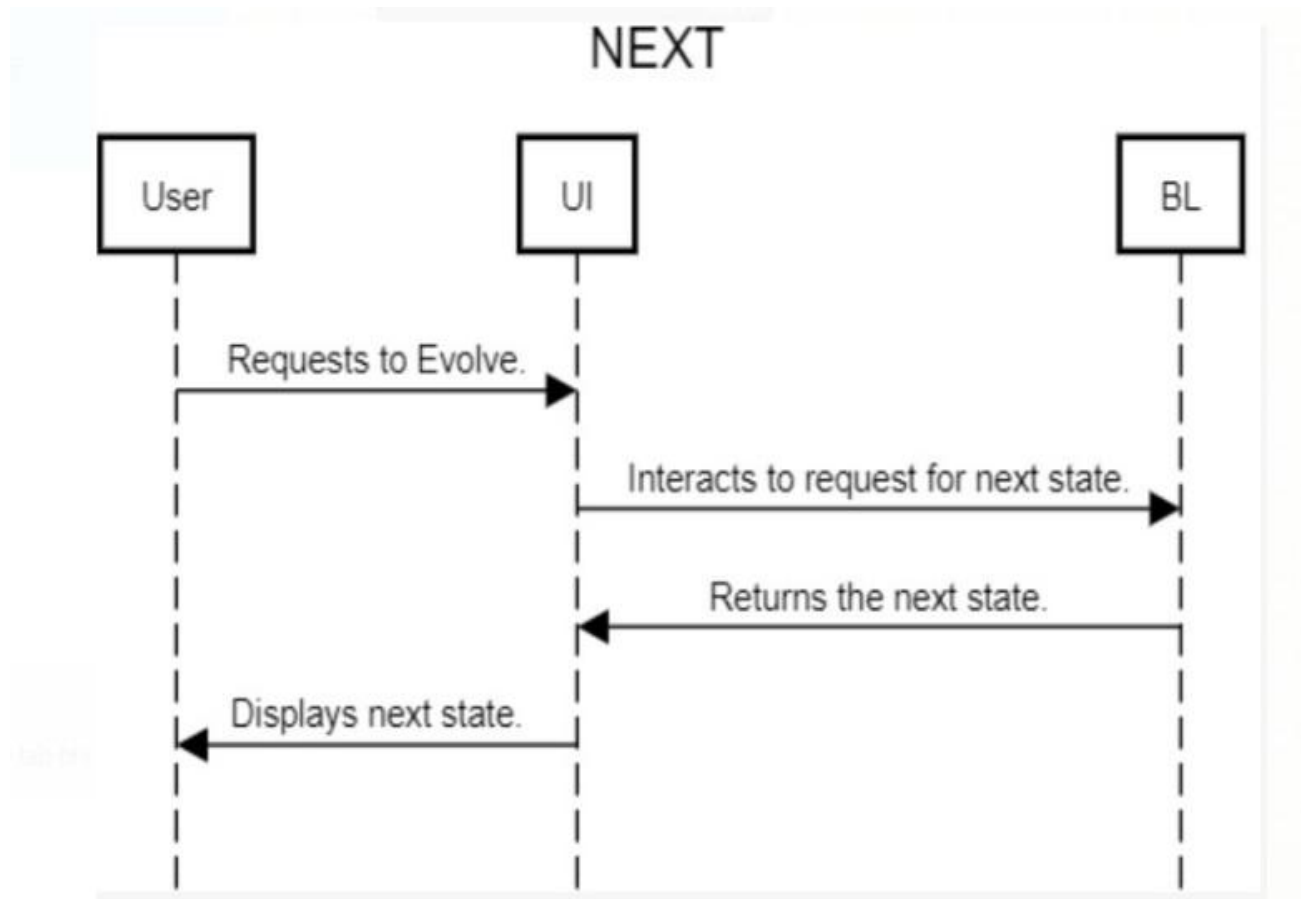 NEXT
User
UI
BL
Requests to Evolve.
Interacts to request for next state.
Returns the next state.
Displays next state.